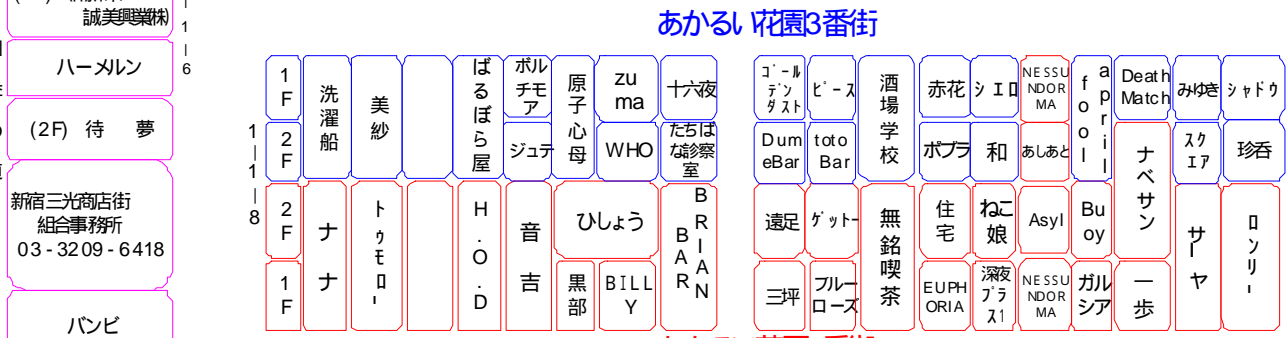 誠美興業(株)
ハーメルン
(2F) 待 夢
新宿三光商店街
組合事務所
03-3209-6418
バンビ
1-1-6
1-1-8
あかるい花園3番街
1F
洗濯船
美紗
ばるぼら屋
ボルチモア
原子心母
zuma
十六夜
ゴールデンダスト
ピース
酒場学校
赤花
シエロ
NESSUNDORMA
april fool
Death Match
みゆき
シャドウ
2F
ジュテ
WHO
たちばな診察室
Dume Bar
toto Bar
ポプラ
和
あしあと
ナベサン
スクエア
珍呑
2F
ナナ
トゥモロー
H.O.D
音吉
ひしょう
BRIAN BAR
遠足
ゲットー
無銘喫茶
住宅
ねこ娘
Asyl
Buoy
サーヤ
ロンリー
1F
黒部
BILLY
三坪
ブルーローズ
EUPHORIA
深夜プラス1
NESSUNDORMA
ガルシア
一歩